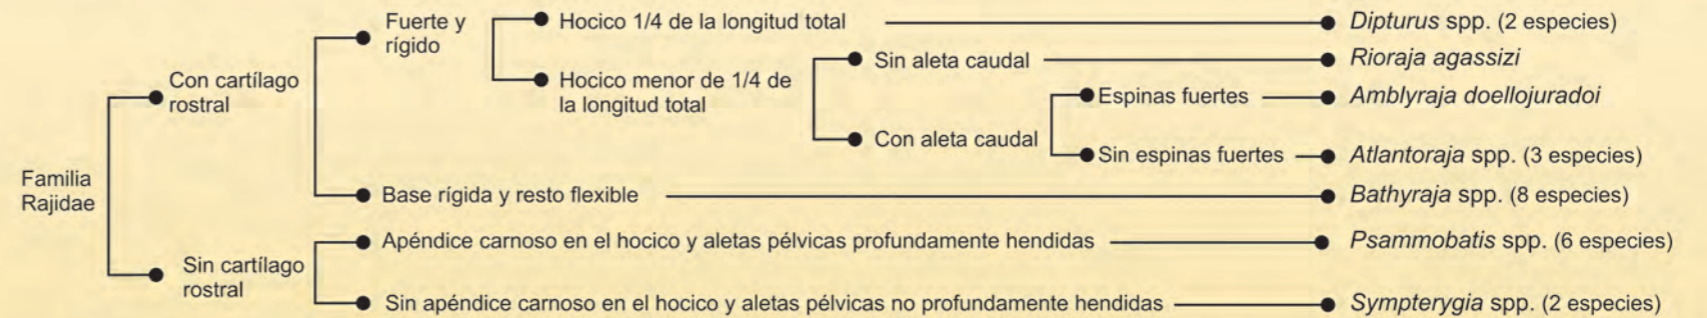 Familia
Rajidae
Con cartílago
rostral
Fuerte y
rígido
Hocico 1/4 de la longitud total
Dipturus spp. (2 especies)
Hocico menor de 1/4 de
la longitud total
Sin aleta caudal
Rioraja agassizi
Con aleta caudal
Espinas fuertes
Amblyraja doellojuradoi
Sin espinas fuertes
Atlantoraja spp. (3 especies)
Base rígida y resto flexible
Bathyraja spp. (8 especies)
Sin cartílago
rostral
Apéndice carnoso en el hocico y aletas pélvicas profundamente hendidas
Psammobatis spp. (6 especies)
Sin apéndice carnoso en el hocico y aletas pélvicas no profundamente hendidas
Sympterygia spp. (2 especies)